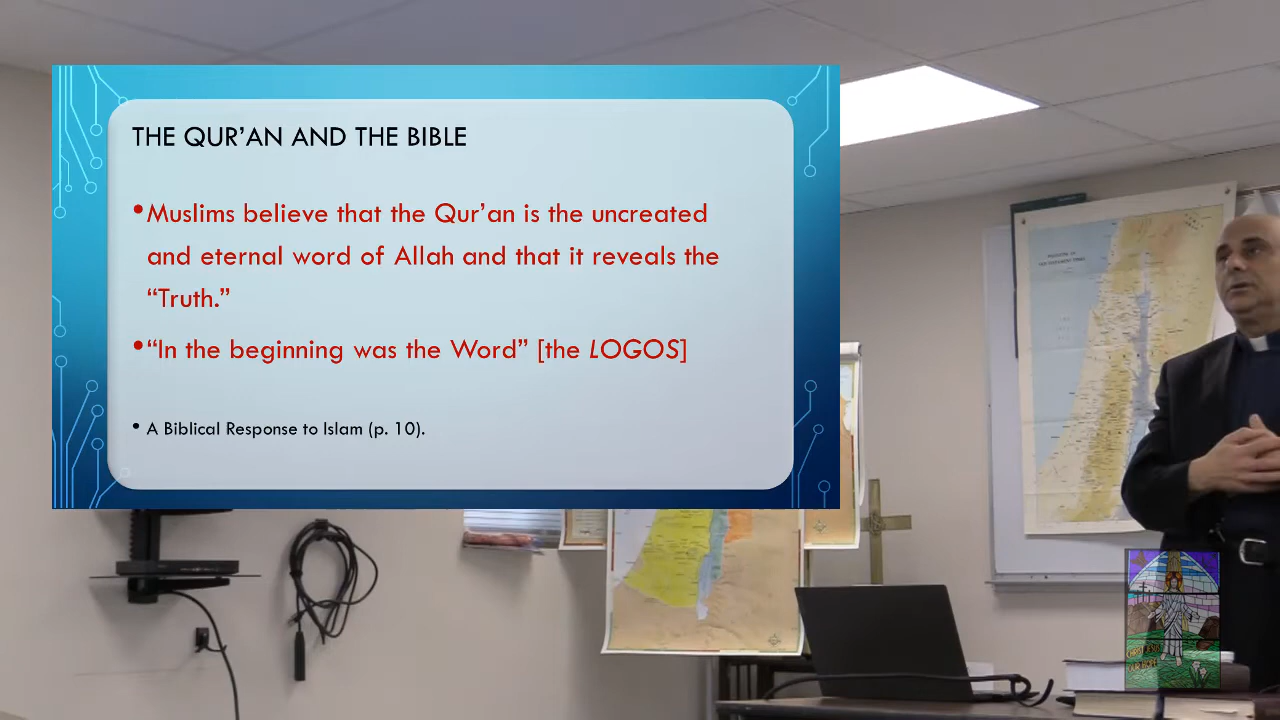 THE QUR’AN AND THE BIBLE
•Muslims believe that the Qur’an is the uncreated
and eternal word of Allah and that it reveals the
“Truth.”
•“In the beginning was the Word” [the LOGOS]
• A Biblical Response to Islam (p. 10).